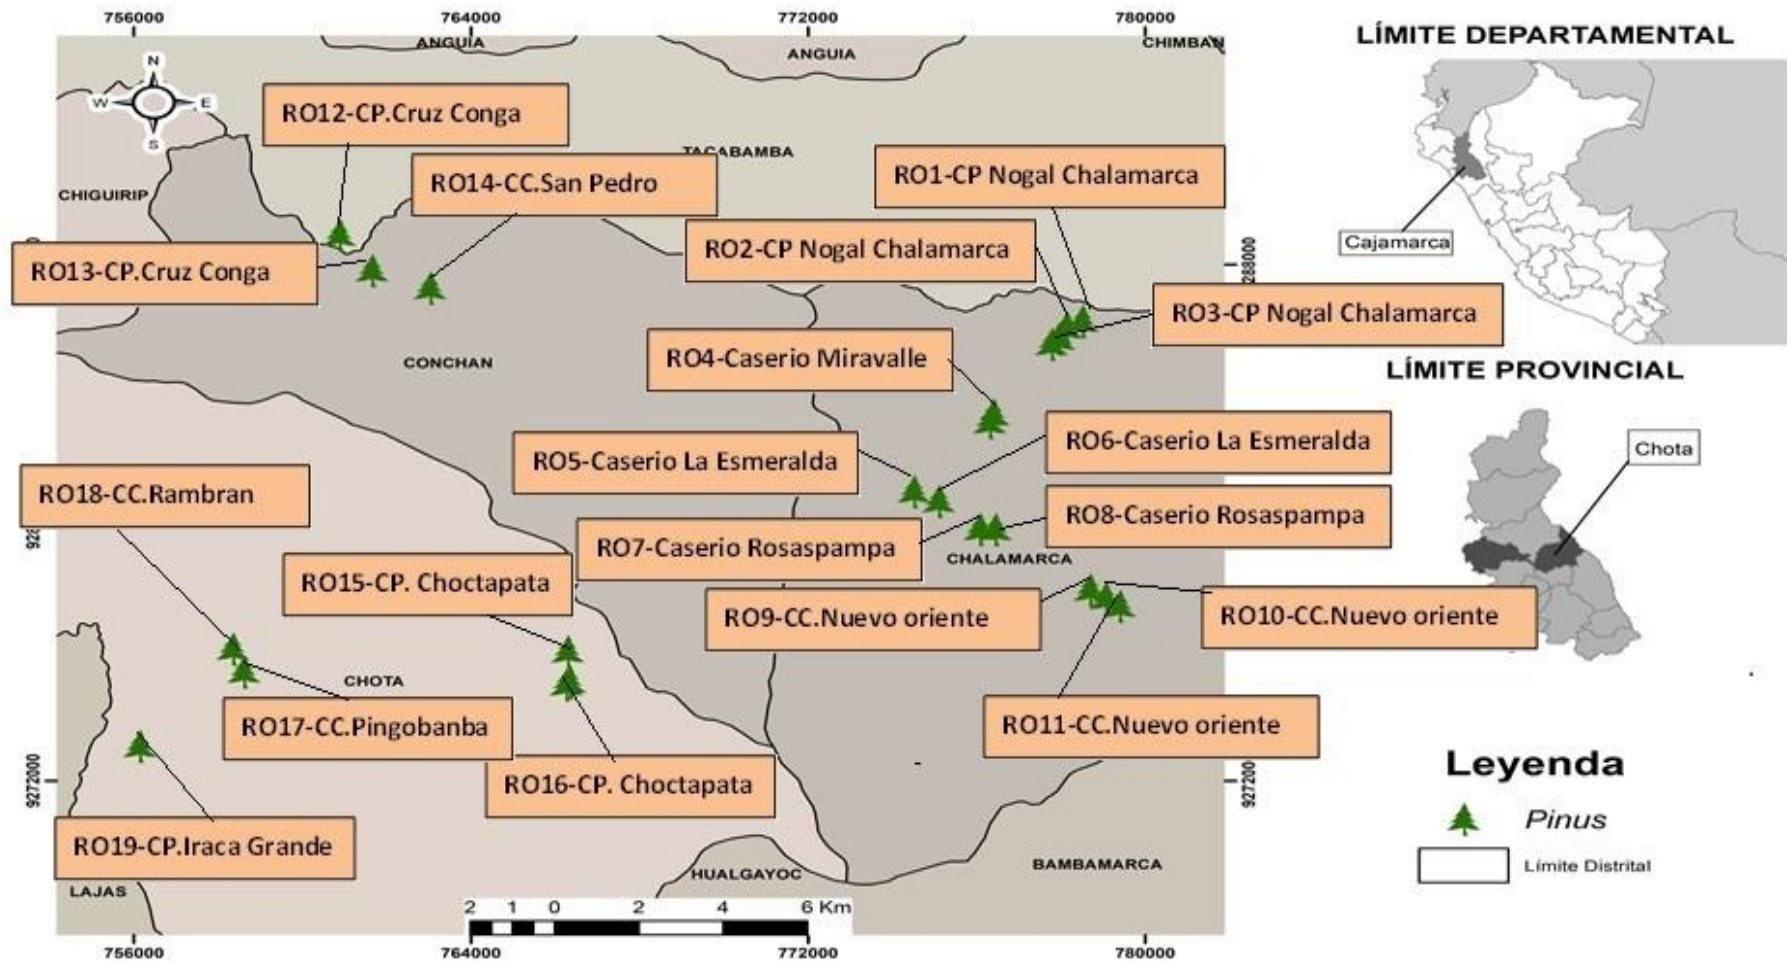 756000
764000
772000
780000
ANGUIA
ANGUIA
CHIMBAN
LÍMITE DEPARTAMENTAL
N
W
E
S
RO12-CP.Cruz Conga
TACABAMBA
RO14-CC.San Pedro
RO1-CP Nogal Chalamarca
CHIGUIRIP
RO2-CP Nogal Chalamarca
Cajamarca
RO13-CP.Cruz Conga
288000
RO3-CP Nogal Chalamarca
RO4-Caserio Miravalle
CONCHAN
LÍMITE PROVINCIAL
RO6-Caserio La Esmeralda
Chota
RO5-Caserio La Esmeralda
RO18-CC.Rambran
RO8-Caserio Rosaspampa
RO7-Caserio Rosaspampa
CHALAMARCA
RO15-CP. Choctapata
RO9-CC.Nuevo oriente
RO10-CC.Nuevo oriente
CHOTA
RO17-CC.Pingobanba
RO11-CC.Nuevo oriente
RO16-CP. Choctapata
9272000
927200
Leyenda
Pinus
RO19-CP.Iraca Grande
LAJAS
HUALGAYOC
BAMBAMARCA
Límite Distrital
2 1 0 2 4 6 Km
756000
764000
772000
780000